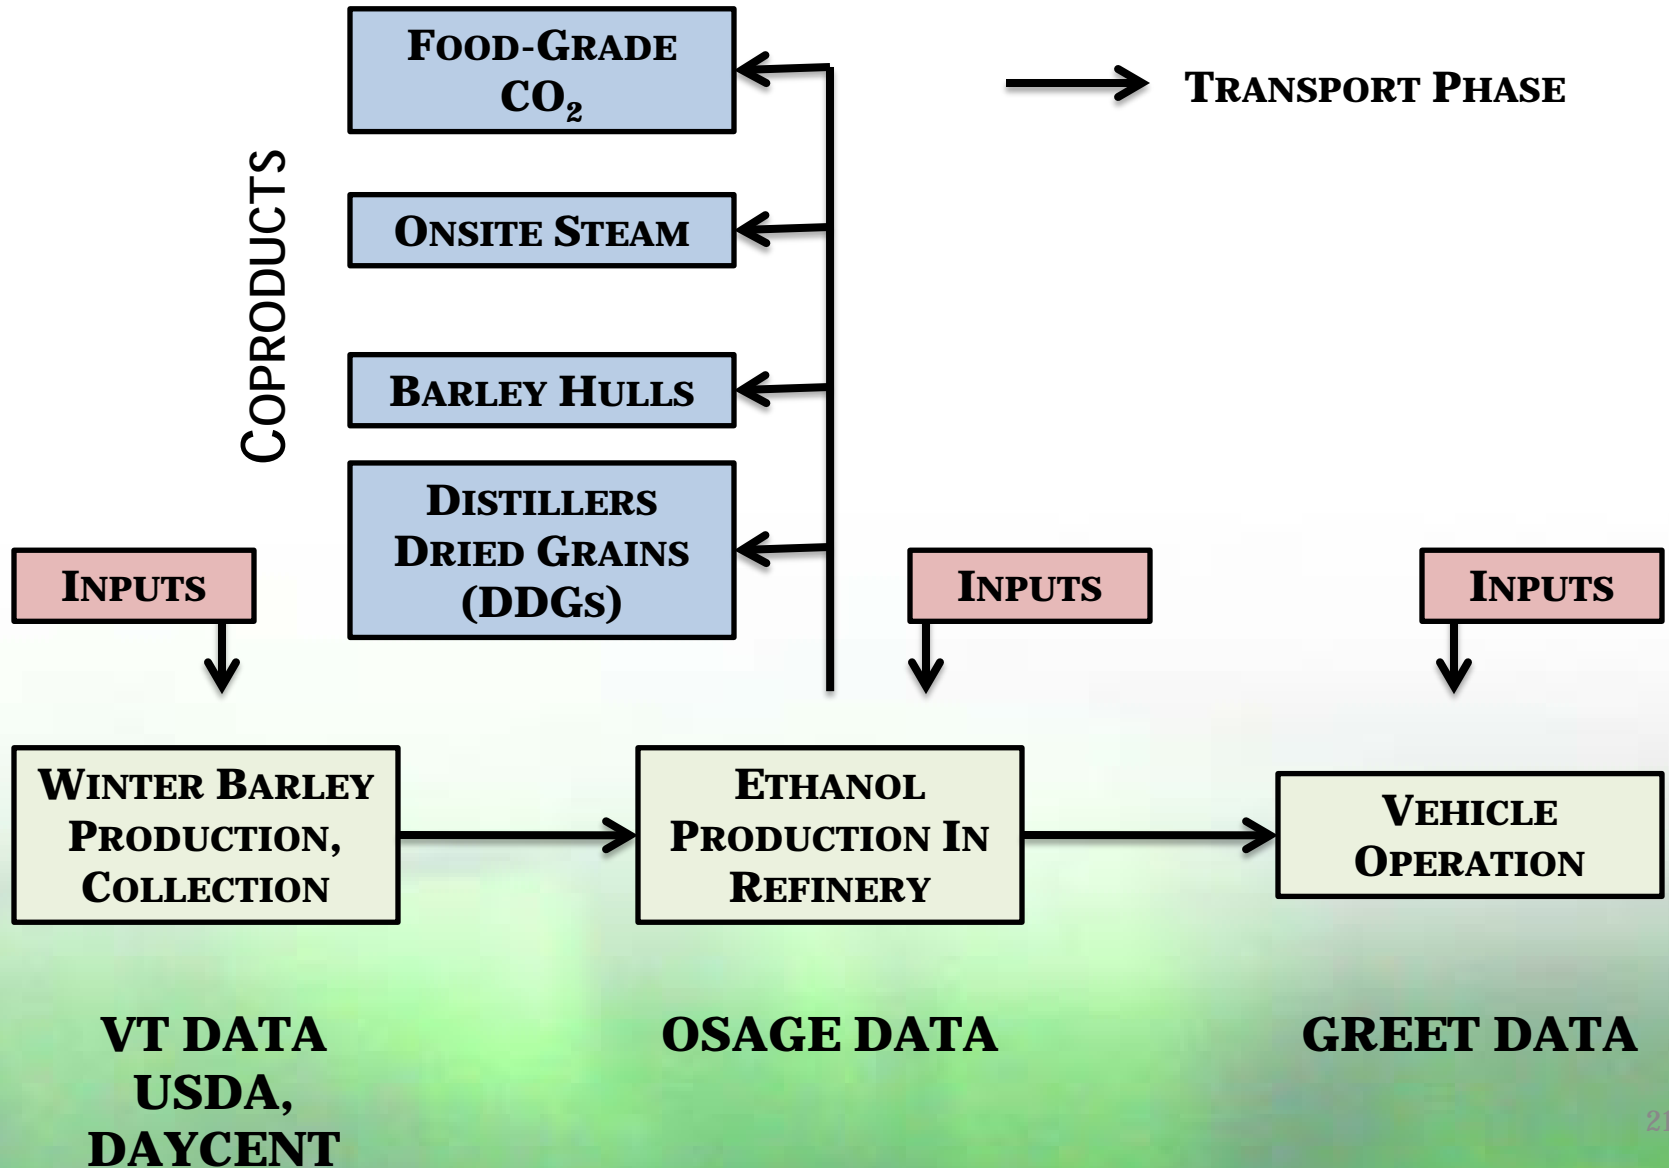 FOOD-GRADE
CO₂
TRANSPORT PHASE
COPRODUCTS
ONSITE STEAM
BARLEY HULLS
DISTILLERS
DRIED GRAINS
(DDGS)
INPUTS
INPUTS
INPUTS
WINTER BARLEY
PRODUCTION,
COLLECTION
ETHANOL
PRODUCTION IN
REFINERY
VEHICLE
OPERATION
VT DATA
USDA,
DAYCENT
OSAGE DATA
GREET DATA
21